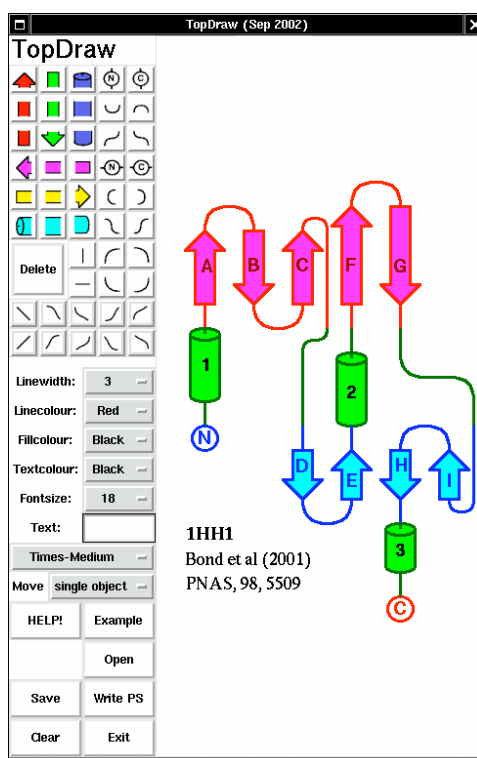 TopDraw (Sep 2002)
TopDraw
N C
N C
Delete
Linewidth: 3
Linecolour: Red
Fillcolour: Black
Textcolour: Black
Fontsize: 18
Text:
Times-Medium
Move single object
HELP! Example
Open
Save Write PS
Clear Exit
A B C F G
1
2
N
D E H I
3
C
1HH1
Bond et al (2001)
PNAS, 98, 5509